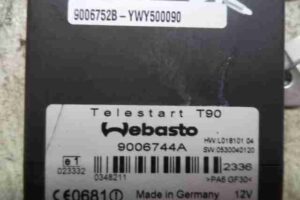 9006752B-YWY500090
Telestart T90
Webasto
9006744A
HW:L018101 04
SW:0530040120
e1
2336
023332
0348211
>PA6 GF30<
CE0681
Made in Germany
12V